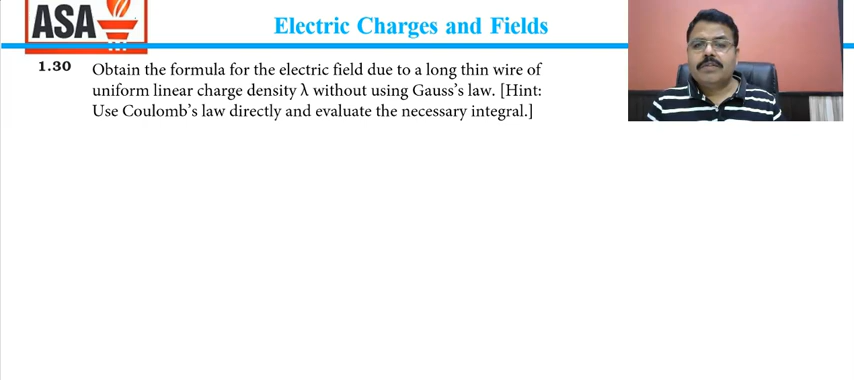 ASA
Electric Charges and Fields
1.30 Obtain the formula for the electric field due to a long thin wire of
uniform linear charge density λ without using Gauss’s law. [Hint:
Use Coulomb’s law directly and evaluate the necessary integral.]